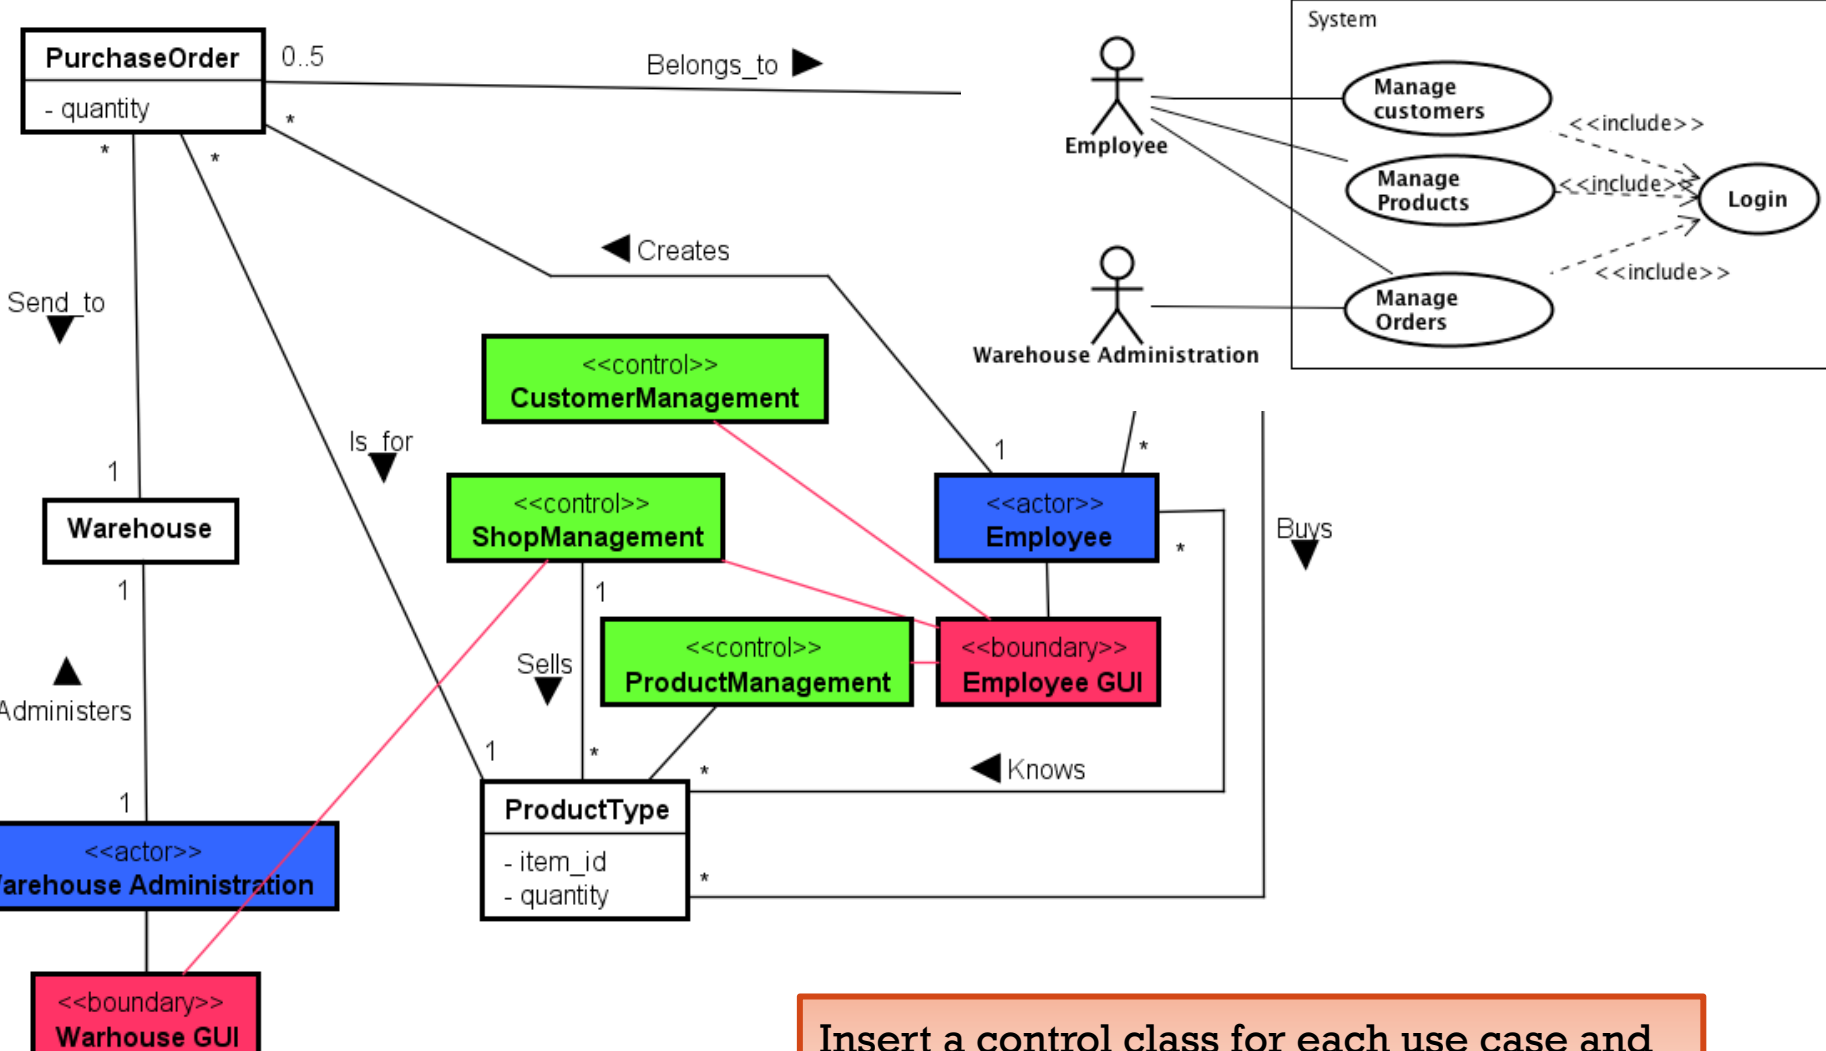 System
PurchaseOrder
0..5
Belongs_to
- quantity
*
*
*
Manage
customers
<<include>>
Employee
Manage
Products
<<include>>
Login
<<include>>
Creates
Send_to
Manage
Orders
Warehouse Administration
<<control>>
CustomerManagement
Is_for
1
*
1
<<control>>
ShopManagement
<<actor>>
Employee
Buys
Warehouse
*
1
1
<<control>>
ProductManagement
<<boundary>>
Employee GUI
Sells
Administers
1
*
*
Knows
1
ProductType
<<actor>>
Warehouse Administration
- item_id
- quantity
*
<<boundary>>
Warhouse GUI
Insert a control class for each use case and